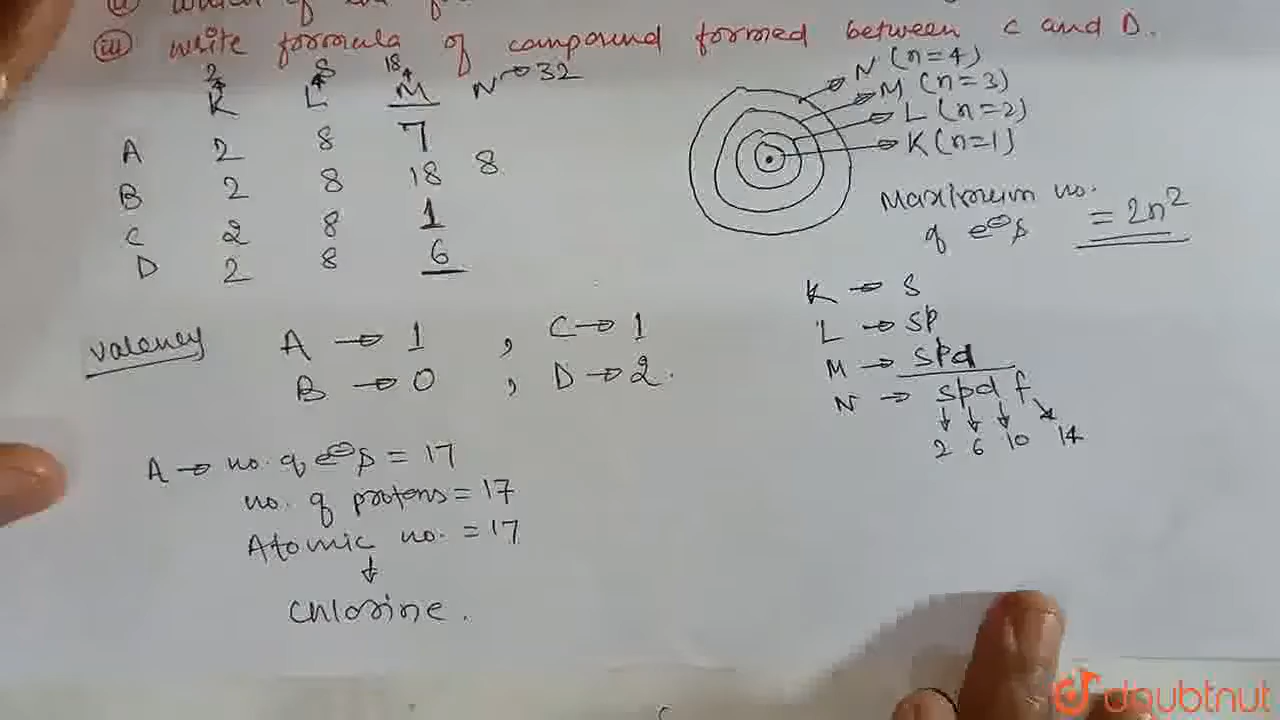 iii write formula of compound formed between C and D.
2 8 18 N → 32
K L M
A 2 8 7
B 2 8 18 8
C 2 8 1
D 2 8 6
N (n=4)
M (n=3)
L (n=2)
K (n=1)
Maximum no.
of e⊖s = 2n²
K → s
L → sp
M → spd
N → spd f
2 6 10 14
valency A → 1 , C → 1
B → 0 , D → 2.
A → no. of e⊖s = 17
no. of protons = 17
Atomic no. = 17
↓
chlorine.
doubtnut